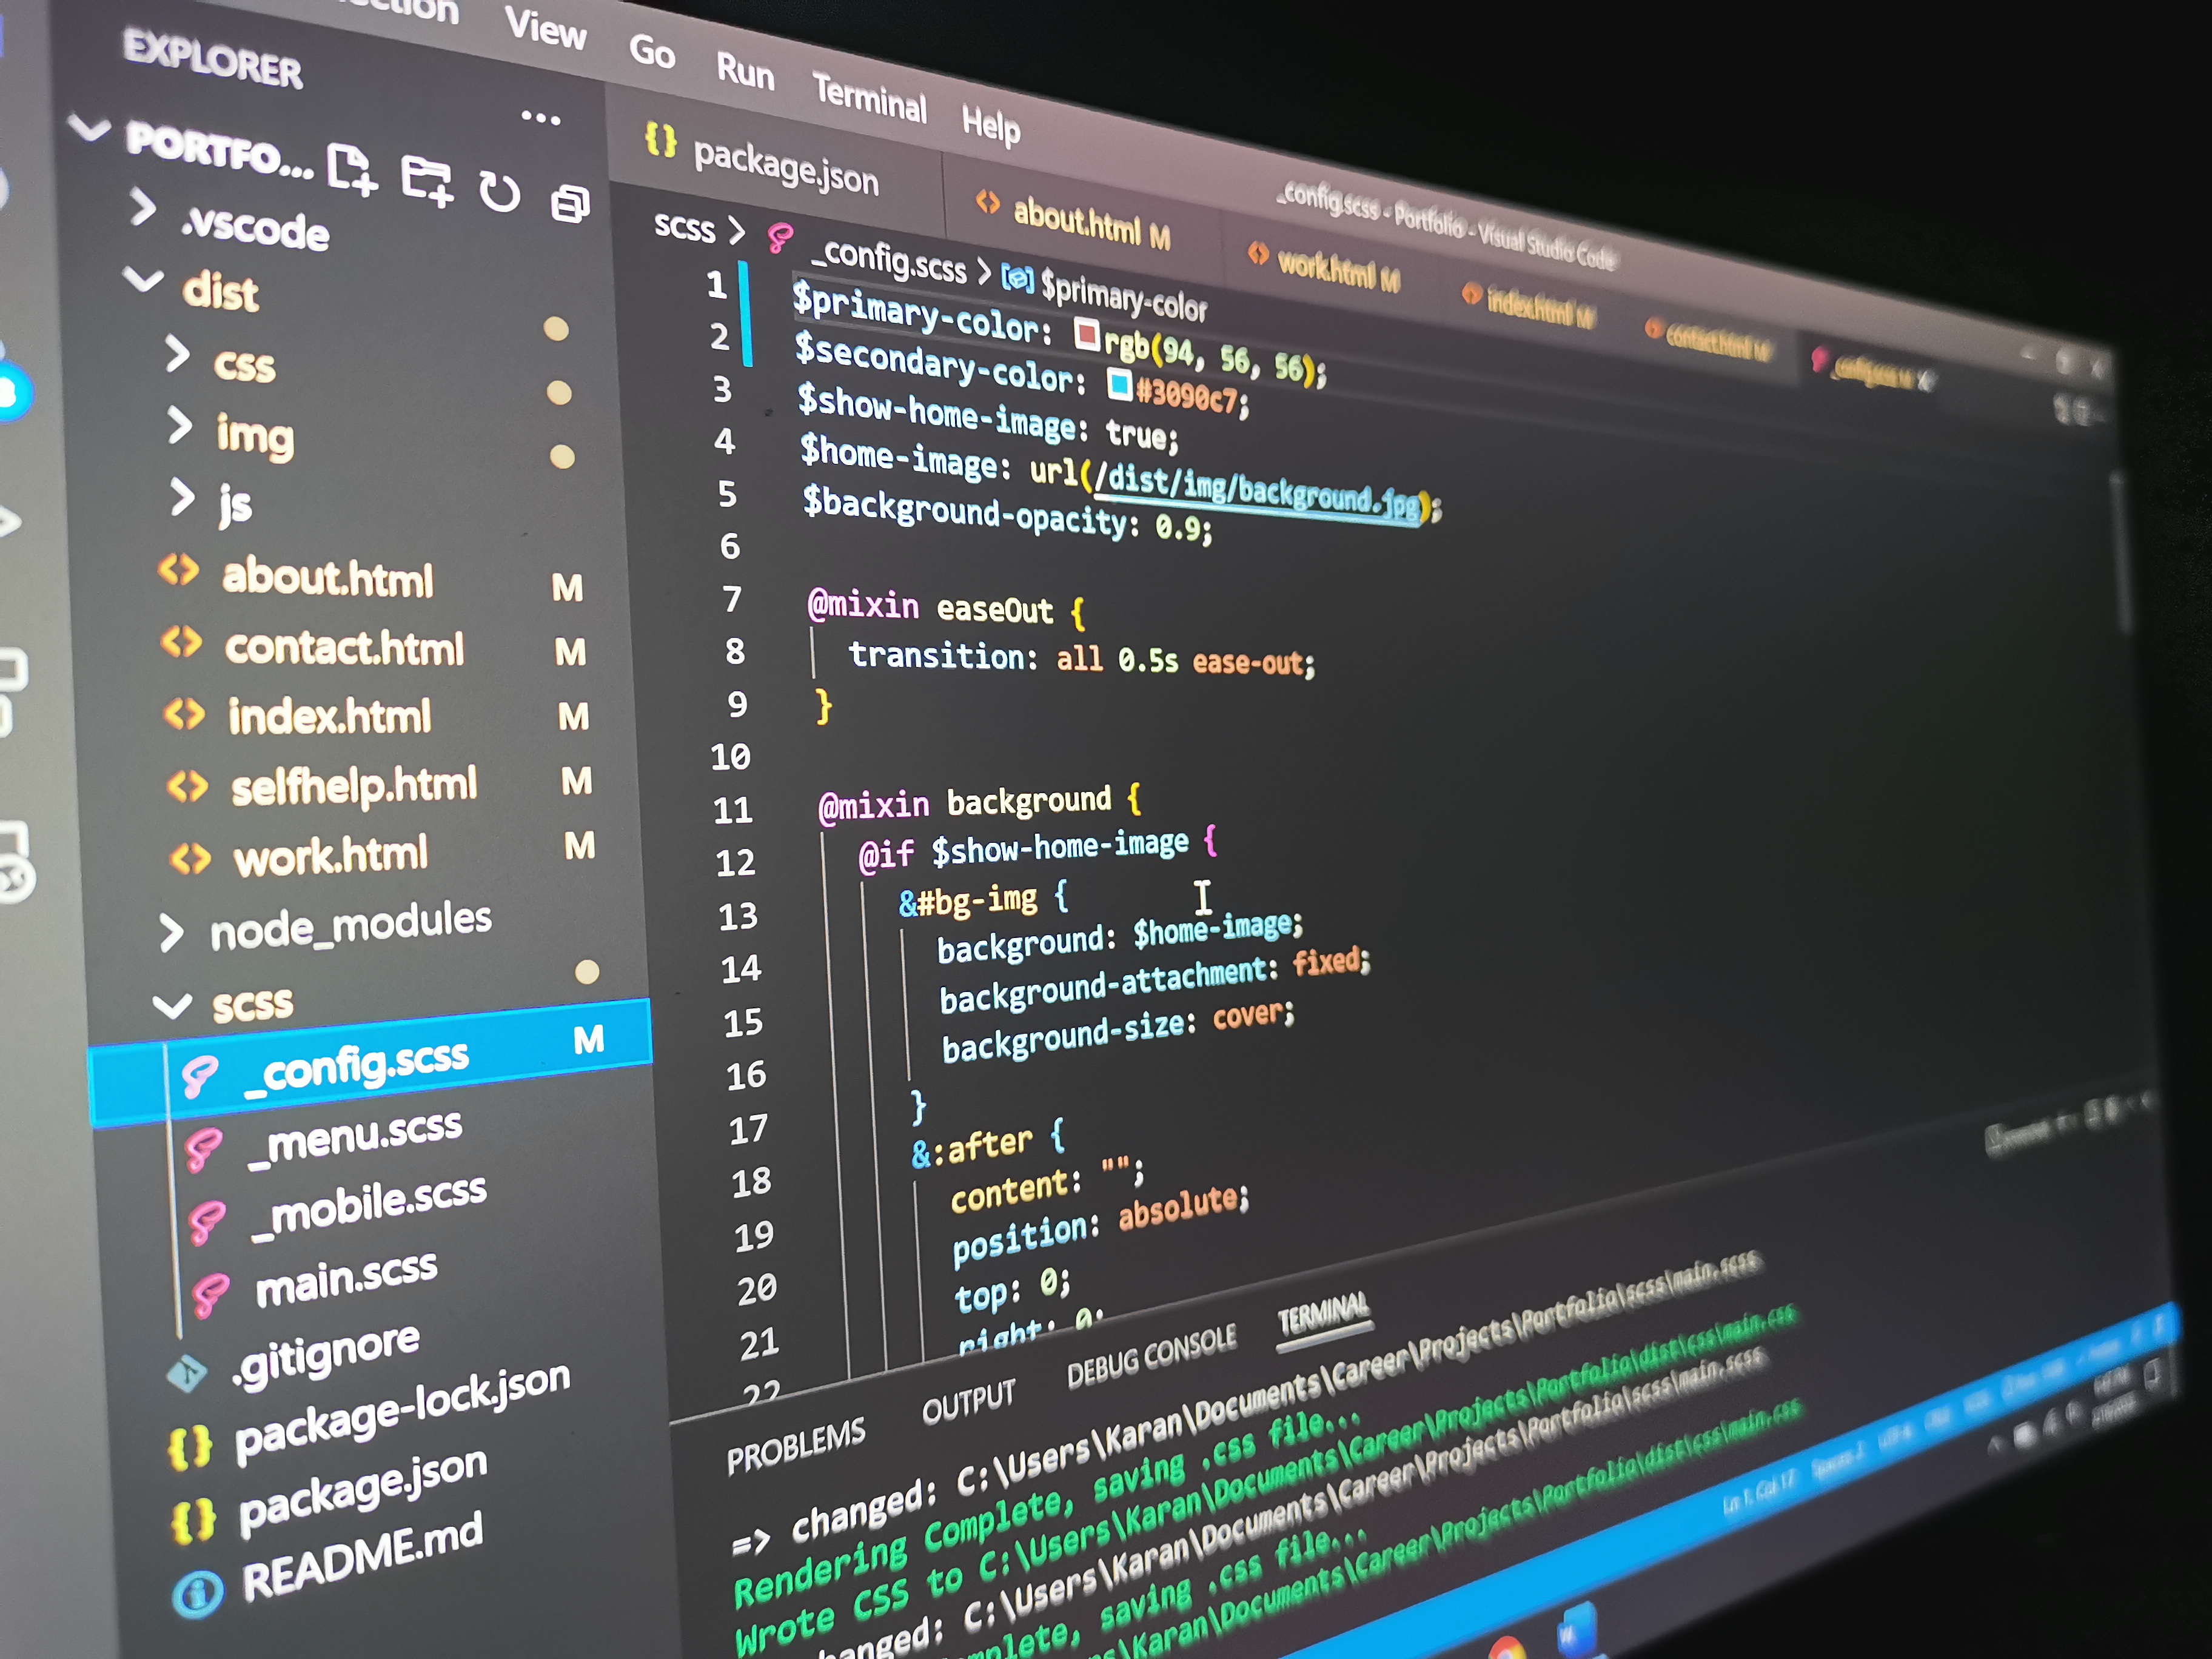 View Go Run Terminal Help
_config.scss - Portfolio - Visual Studio Code
EXPLORER
...
PORTFO...
.vscode
dist
css
img
js
about.html M
contact.html M
index.html M
selfhelp.html M
work.html M
node_modules
scss
_config.scss M
_menu.scss
_mobile.scss
main.scss
.gitignore
package-lock.json
package.json
README.md
package.json
about.html M
work.html M
index.html M
contact.html M
_config.scss M
scss > _config.scss > $primary-color
1 $primary-color: rgb(94, 56, 56);
2 $secondary-color: #3090c7;
3 $show-home-image: true;
4 $home-image: url(/dist/img/background.jpg);
5 $background-opacity: 0.9;
6
7 @mixin easeOut {
8 transition: all 0.5s ease-out;
9 }
10
11 @mixin background {
12 @if $show-home-image {
13 &#bg-img {
14 background: $home-image;
15 background-attachment: fixed;
16 background-size: cover;
17 }
18 &:after {
19 content: "";
20 position: absolute;
21 top: 0;
22 right: 0;
PROBLEMS OUTPUT DEBUG CONSOLE TERMINAL
=> changed: C:\Users\Karan\Documents\Career\Projects\Portfolio\scss\main.scss
Rendering Complete, saving .css file...
Wrote CSS to C:\Users\Karan\Documents\Career\Projects\Portfolio\dist\css\main.css
hanged: C:\Users\Karan\Documents\Career\Projects\Portfolio\scss\main.scss
mplete, saving .css file...
rs\Karan\Documents\Career\Projects\Portfolio\dist\css\main.css
Ln 1, Col 17 Spaces: 2